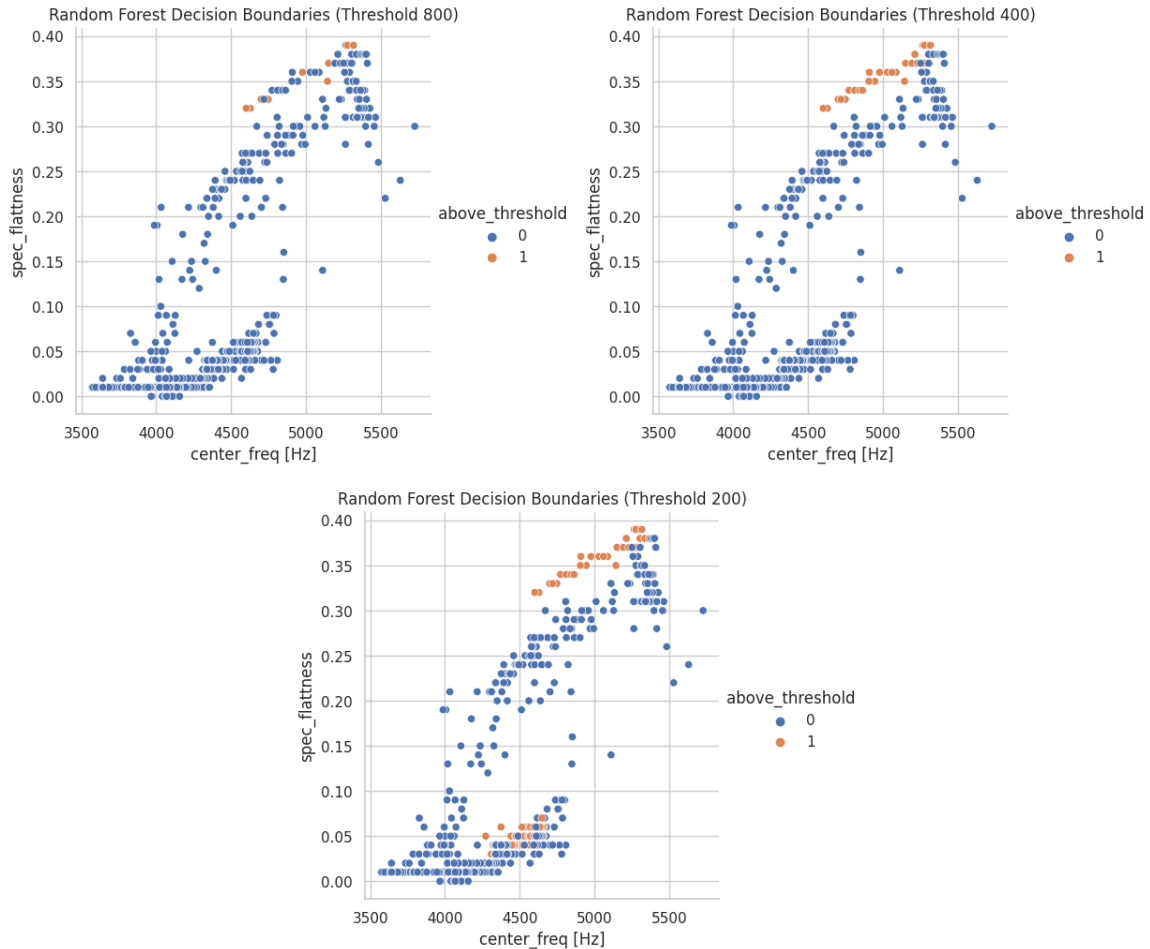 Random Forest Decision Boundaries (Threshold 800)
0.40
0.35
0.30
0.25
0.20
0.15
0.10
0.05
0.00
spec_flattness
3500 4000 4500 5000 5500
center_freq [Hz]
above_threshold
0
1
Random Forest Decision Boundaries (Threshold 400)
0.40
0.35
0.30
0.25
0.20
0.15
0.10
0.05
0.00
spec_flattness
3500 4000 4500 5000 5500
center_freq [Hz]
above_threshold
0
1
Random Forest Decision Boundaries (Threshold 200)
0.40
0.35
0.30
0.25
0.20
0.15
0.10
0.05
0.00
spec_flattness
3500 4000 4500 5000 5500
center_freq [Hz]
above_threshold
0
1